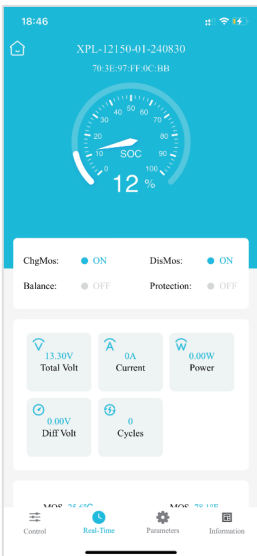 18:46
XPL-12150-01-240830
70:3E:97:FF:0C:BB
0 10 20 30 40 50 60 70 80 90 100
SOC
12 %
ChgMos: ON DisMos: ON
Balance: OFF Protection: OFF
13.30V 0A 0.00W
Total Volt Current Power
0.00V 0
Diff Volt Cycles
MOS MOS
Control Real-Time Parameters Information